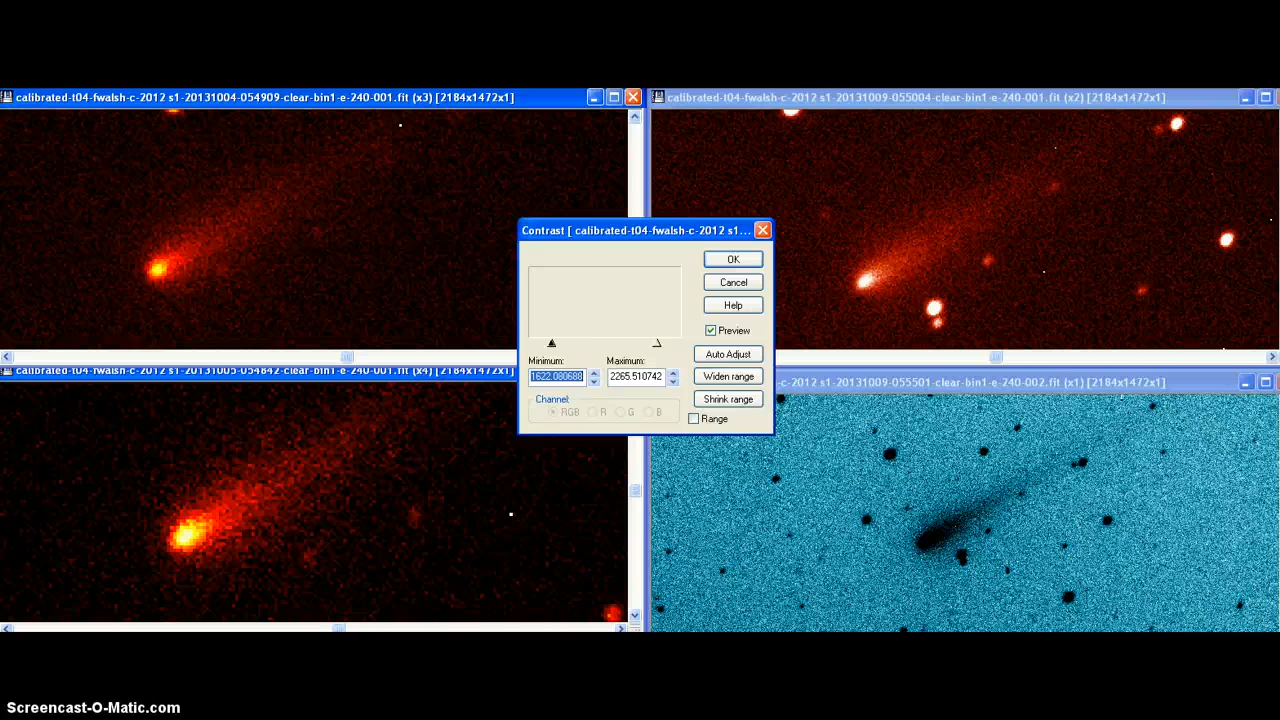 calibrated-t04-fwalsh-c-2012 s1-20131004-054909-clear-bin1-e-240-001.fit (x3) [2184x1472x1]
calibrated-t04-fwalsh-c-2012 s1-20131009-055004-clear-bin1-e-240-001.fit (x2) [2184x1472x1]
Contrast [ calibrated-t04-fwalsh-c-2012 s1...
OK
Cancel
Help
Preview
Auto Adjust
Minimum:
Maximum:
1622.080688
2265.510742
Widen range
Channel:
Shrink range
RGB
R
G
B
Range
calibrated-t04-fwalsh-c-2012 s1-20131005-054842-clear-bin1-e-240-001.fit (x4) [2184x1472x1]
-c-2012 s1-20131009-055501-clear-bin1-e-240-002.fit (x1) [2184x1472x1]
Screencast-O-Matic.com